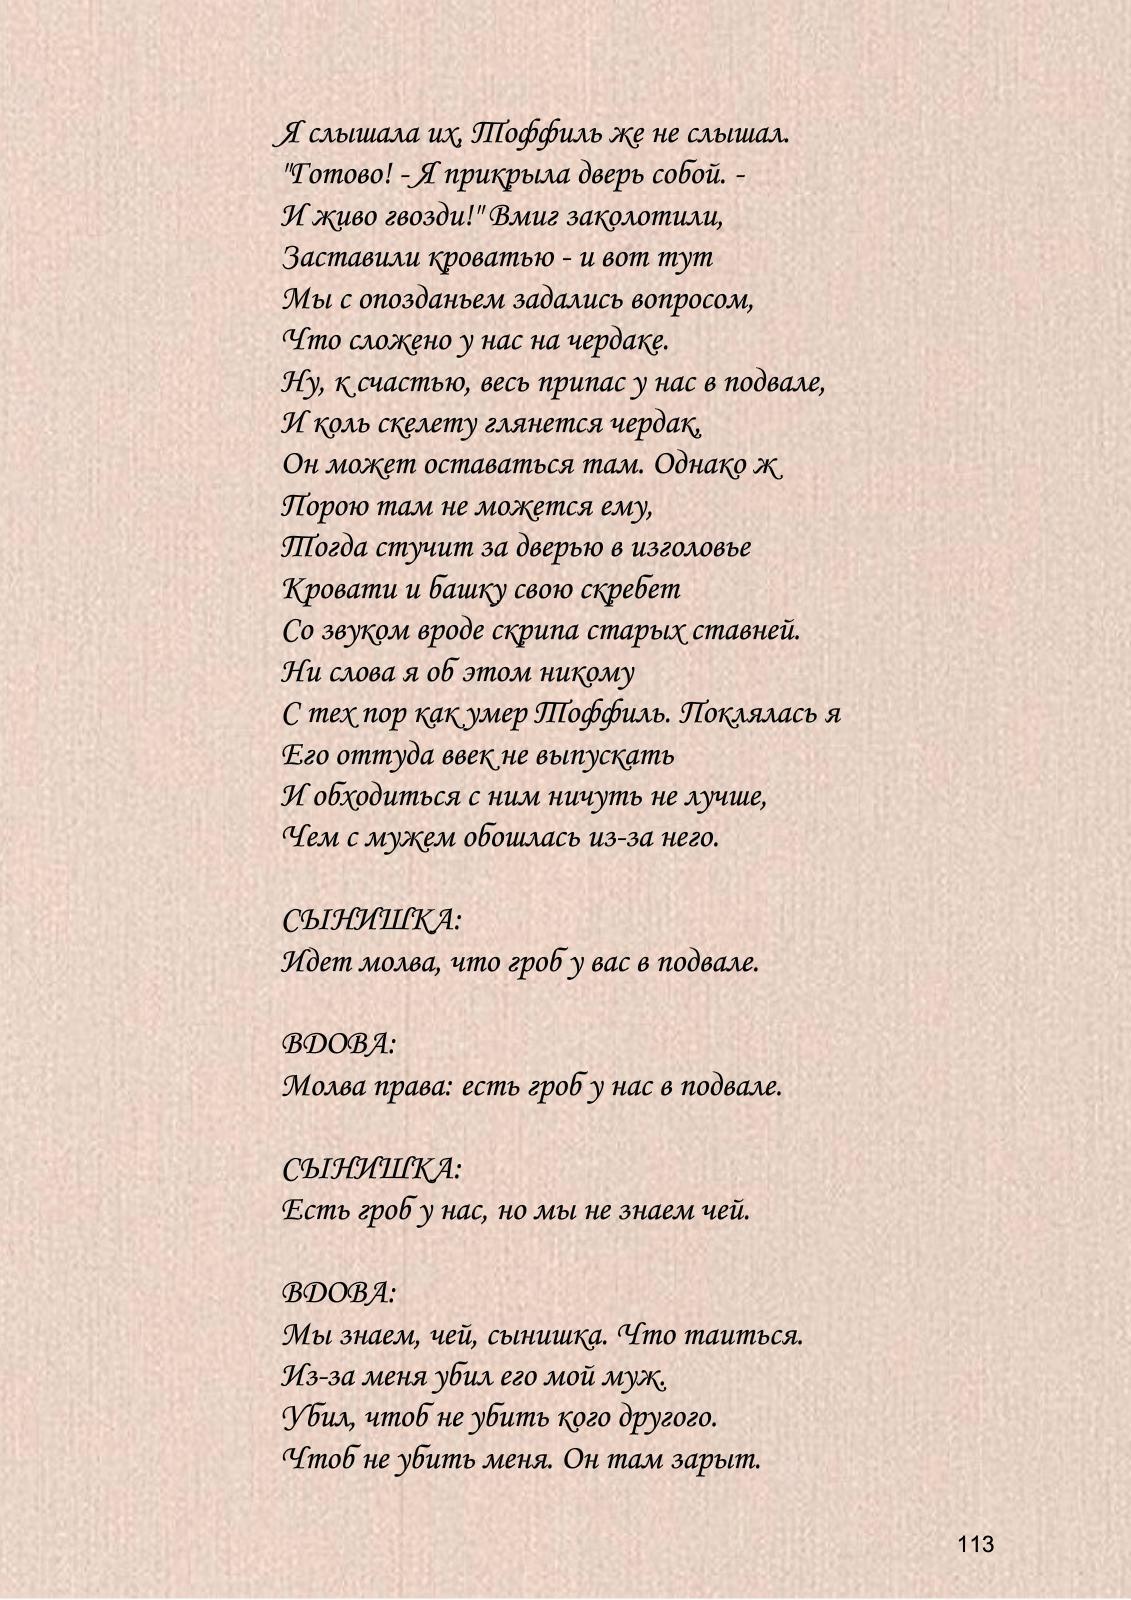 Я слышала их, Тоффиль же не слышал.
"Готово! - Я прикрыла дверь собой. -
И живо гвозди!" Вмиг заколотили,
Заставили кроватью - и вот тут
Мы с опозданьем задались вопросом,
Что сложено у нас на чердаке.
Ну, к счастью, весь припас у нас в подвале,
И коль скелету глянется чердак,
Он может оставаться там. Однако ж
Порою там не можется ему,
Тогда стучит за дверью в изголовье
Кровати и башку свою скребет
Со звуком вроде скрипа старых ставней.
Ни слова я об этом никому
С тех пор как умер Тоффиль. Поклялась я
Его оттуда ввек не выпускать
И обходиться с ним ничуть не лучше,
Чем с мужем обошлась из-за него.
СЫНИШКА:
Идет молва, что гроб у вас в подвале.
ВДОВА:
Молва права: есть гроб у нас в подвале.
СЫНИШКА:
Есть гроб у нас, но мы не знаем чей.
ВДОВА:
Мы знаем, чей, сынишка. Что таиться.
Из-за меня убил его мой муж.
Убил, чтоб не убить кого другого.
Чтоб не убить меня. Он там зарыт.
113